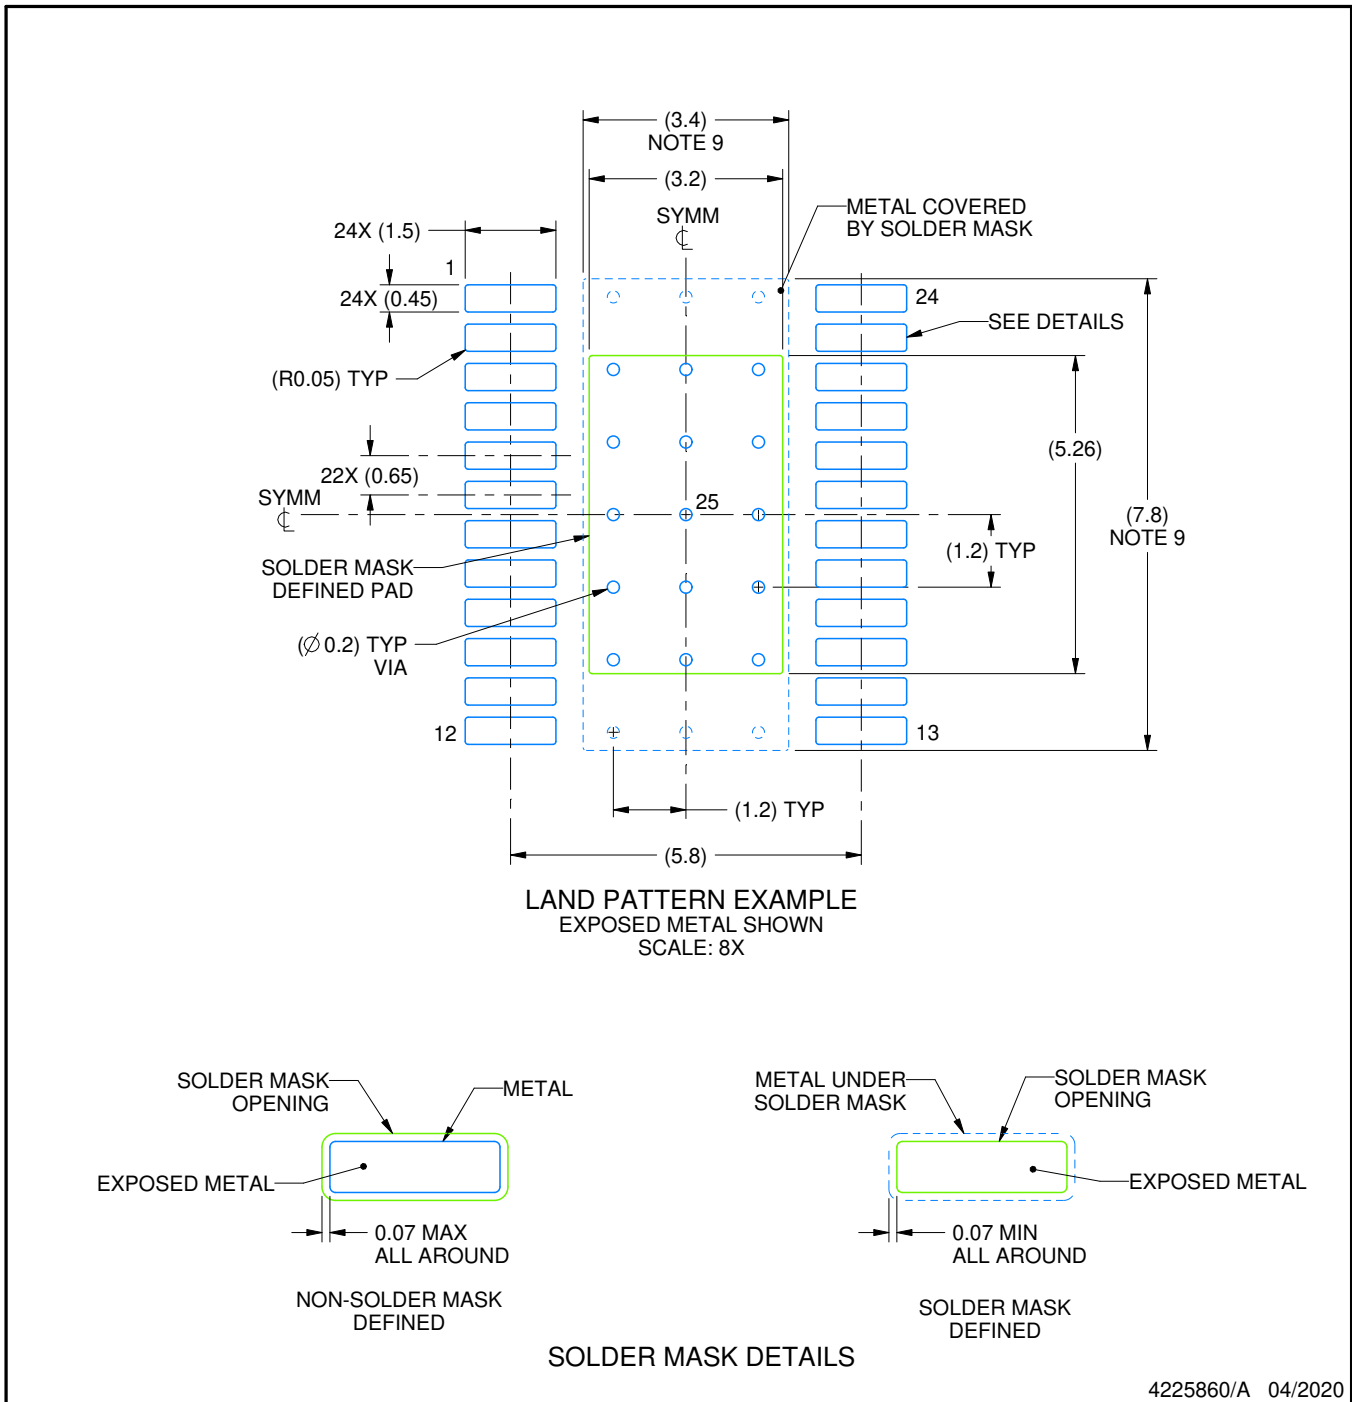 (3.4)
NOTE 9
(3.2)
SYMM
METAL COVERED
BY SOLDER MASK
24X (1.5)
1
24X (0.45)
24
SEE DETAILS
(R0.05) TYP
(5.26)
22X (0.65)
SYMM
25
(7.8)
NOTE 9
(1.2) TYP
SOLDER MASK
DEFINED PAD
(Ø0.2) TYP
VIA
12
13
(1.2) TYP
(5.8)
LAND PATTERN EXAMPLE
EXPOSED METAL SHOWN
SCALE: 8X
SOLDER MASK
OPENING
METAL
EXPOSED METAL
0.07 MAX
ALL AROUND
NON-SOLDER MASK
DEFINED
METAL UNDER
SOLDER MASK
SOLDER MASK
OPENING
EXPOSED METAL
0.07 MIN
ALL AROUND
SOLDER MASK
DEFINED
SOLDER MASK DETAILS
4225860/A 04/2020